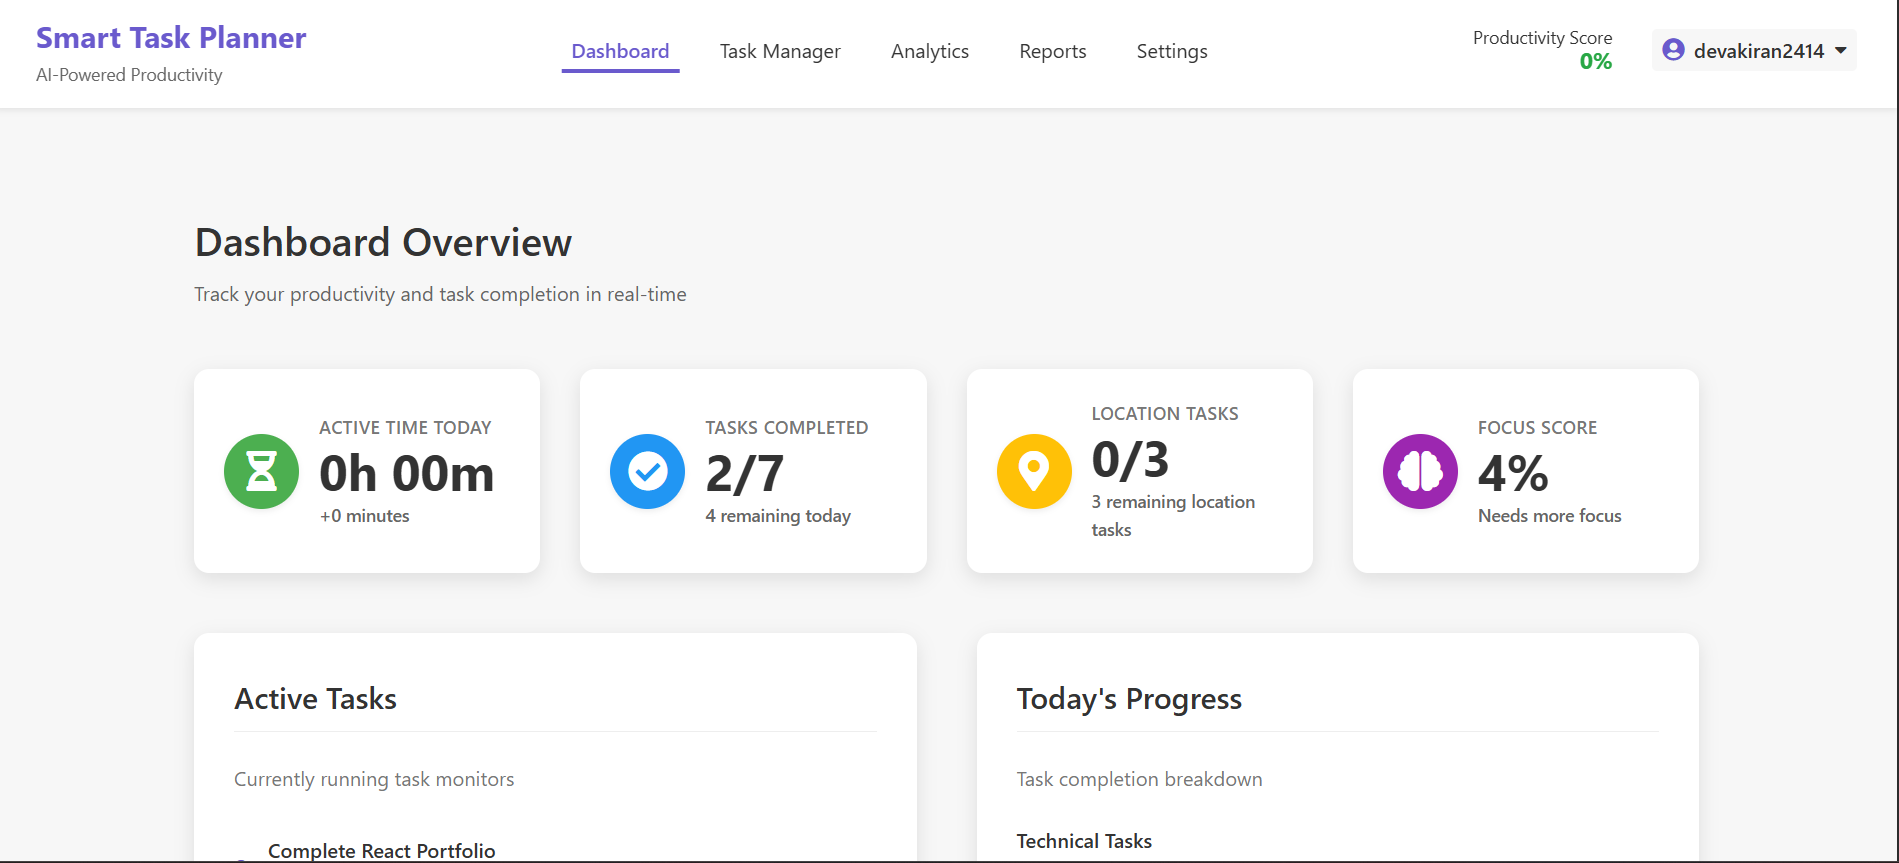 Smart Task Planner
AI-Powered Productivity
Dashboard
Task Manager
Analytics
Reports
Settings
Productivity Score
0%
devakiran2414
Dashboard Overview
Track your productivity and task completion in real-time
ACTIVE TIME TODAY
0h 00m
+0 minutes
TASKS COMPLETED
2/7
4 remaining today
LOCATION TASKS
0/3
3 remaining location
tasks
FOCUS SCORE
4%
Needs more focus
Active Tasks
Currently running task monitors
Complete React Portfolio
Today's Progress
Task completion breakdown
Technical Tasks